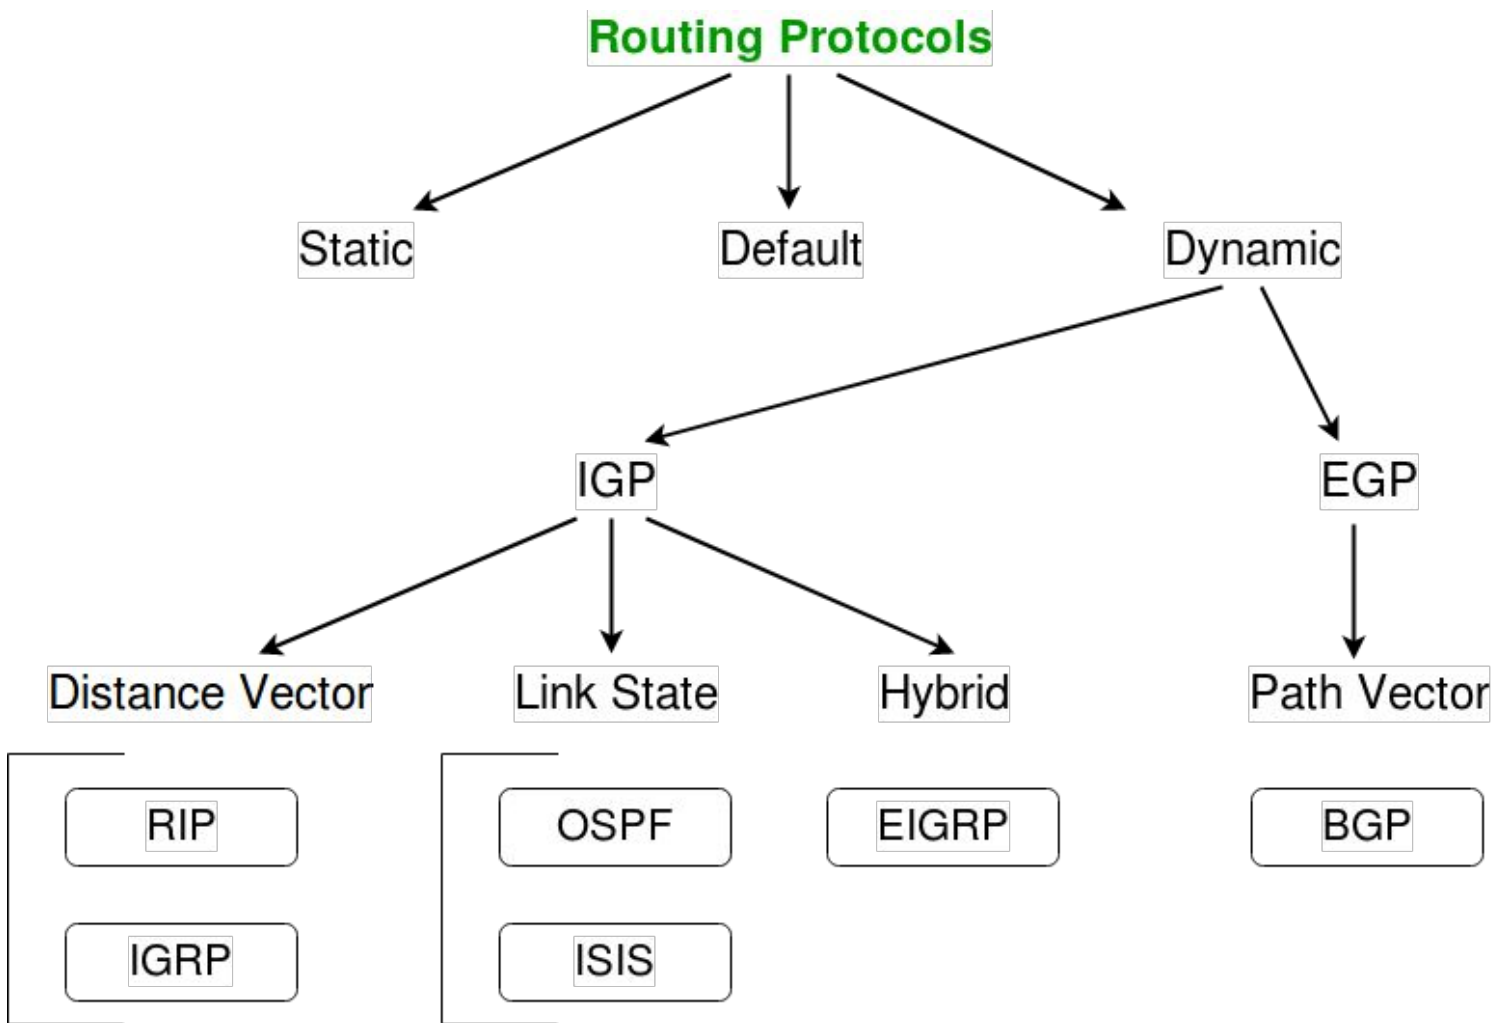 Routing Protocols
Static
Default
Dynamic
IGP
EGP
Distance Vector
Link State
Hybrid
Path Vector
RIP
OSPF
EIGRP
BGP
IGRP
ISIS